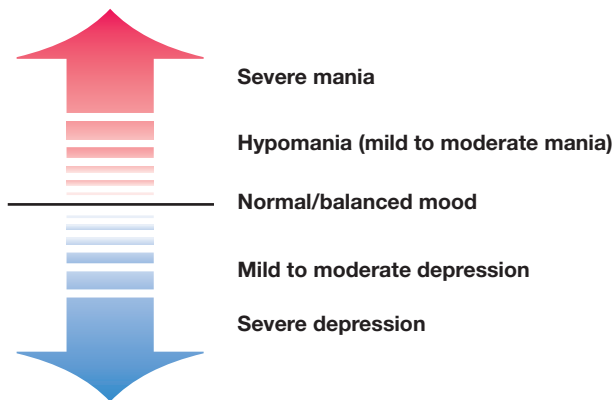 Severe mania
Hypomania (mild to moderate mania)
Normal/balanced mood
Mild to moderate depression
Severe depression